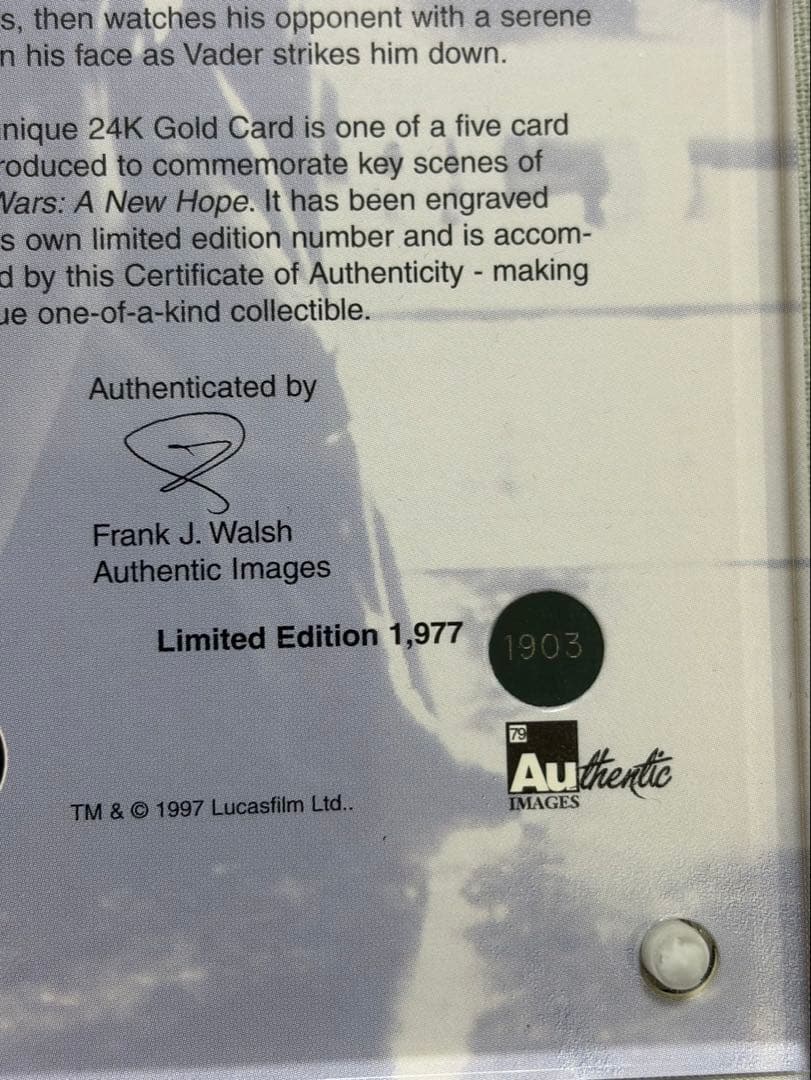 s, then watches his opponent with a serene
n his face as Vader strikes him down.
nique 24K Gold Card is one of a five card
roduced to commemorate key scenes of
Wars: A New Hope. It has been engraved
s own limited edition number and is accom-
d by this Certificate of Authenticity - making
ue one-of-a-kind collectible.
Authenticated by
Frank J. Walsh
Authentic Images
Limited Edition 1,977
1903
79
Authentic
IMAGES
TM & © 1997 Lucasfilm Ltd..